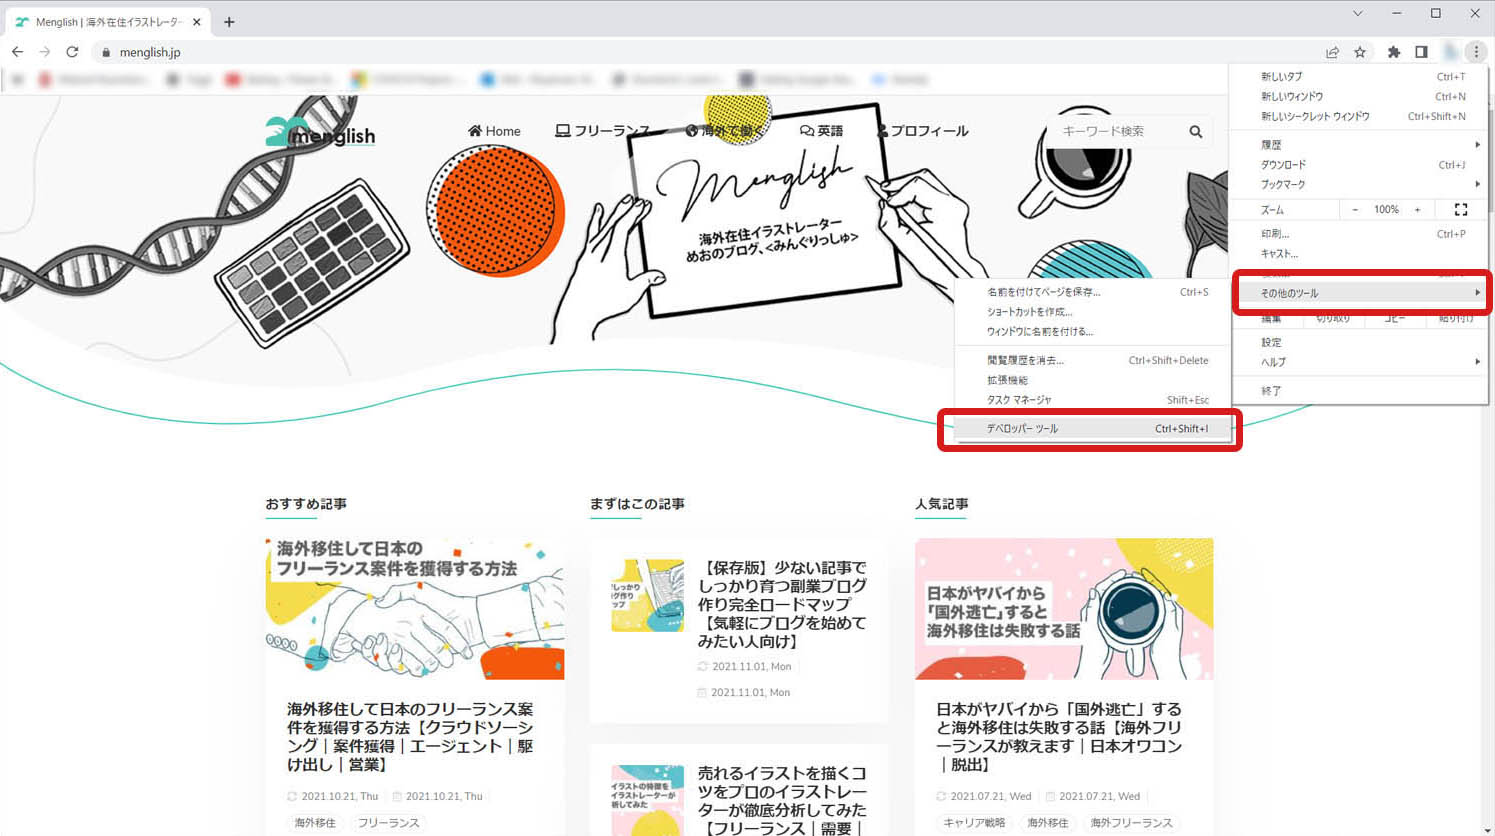 Menglish | 海外在住イラストレーター
menglish.jp
新しいタブ Ctrl+T
新しいウィンドウ Ctrl+N
新しいシークレット ウィンドウ Ctrl+Shift+N
履歴
ダウンロード Ctrl+J
ブックマーク
ズーム - 100% +
印刷... Ctrl+P
キャスト...
その他のツール
編集 切り取り コピー 貼り付け
設定
ヘルプ
終了
名前を付けてページを保存... Ctrl+S
ショートカットを作成...
ウィンドウに名前を付ける...
閲覧履歴を消去... Ctrl+Shift+Delete
拡張機能
タスク マネージャ Shift+Esc
デベロッパー ツール Ctrl+Shift+I
menglish
Home フリーランス 海外で働く 英語 プロフィール
キーワード検索
Menglish
海外在住イラストレーター
めおのブログ、<みんぐりっしゅ>
おすすめ記事
海外移住して日本の
フリーランス案件を獲得する方法
海外移住して日本のフリーランス案
件を獲得する方法【クラウドソーシ
ング｜案件獲得｜エージェント｜駆
け出し｜営業】
2021.10.21, Thu 2021.10.21, Thu
海外移住 フリーランス
まずはこの記事
【保存版】少ない記事で
しっかり育つ副業ブログ
作り完全ロードマップ
【気軽にブログを始めて
みたい人向け】
2021.11.01, Mon
2021.11.01, Mon
イラストの特徴を
イラストレーターが
析してみた
売れるイラストを描くコ
ツをプロのイラストレー
ターが徹底分析してみた
【フリーランス｜需要｜
人気記事
日本がヤバイから
「国外逃亡」すると
海外移住は失敗する話
日本がヤバイから「国外逃亡」する
と海外移住は失敗する話【海外フリ
ーランスが教えます｜日本オワコン
｜脱出】
2021.07.21, Wed 2021.07.21, Wed
キャリア戦略 海外移住 海外フリーランス